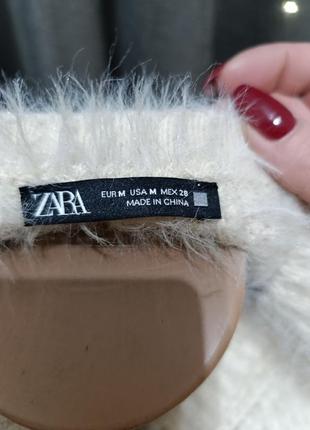 ZARA
EUR M USA M MEX 28
MADE IN CHINA